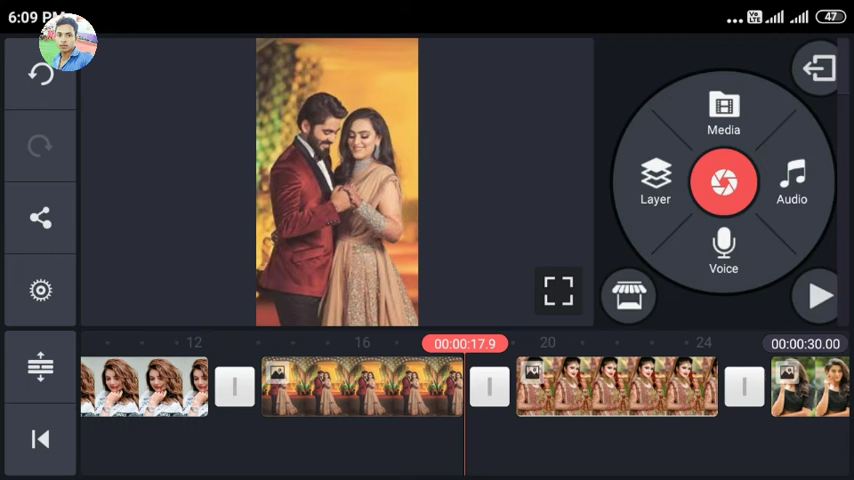 6:09 PM
47
Media
Layer
Audio
Voice
12
16
00:00:17.9
20
24
00:00:30.00